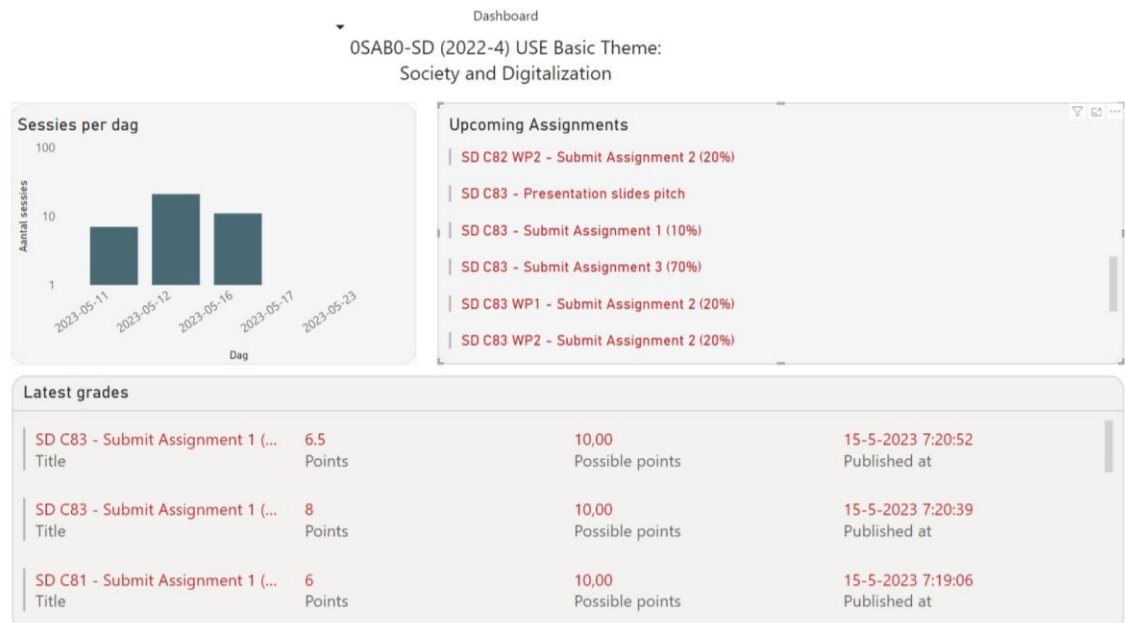 Dashboard
0SAB0-SD (2022-4) USE Basic Theme:
Society and Digitalization
Sessies per dag
100
10
1
Aantal sessies
2023-05-11
2023-05-12
2023-05-16
2023-05-17
2023-05-23
Dag
Upcoming Assignments
SD C82 WP2 - Submit Assignment 2 (20%)
SD C83 - Presentation slides pitch
SD C83 - Submit Assignment 1 (10%)
SD C83 - Submit Assignment 3 (70%)
SD C83 WP1 - Submit Assignment 2 (20%)
SD C83 WP2 - Submit Assignment 2 (20%)
Latest grades
SD C83 - Submit Assignment 1 (... 6.5 10,00 15-5-2023 7:20:52
Title Points Possible points Published at
SD C83 - Submit Assignment 1 (... 8 10,00 15-5-2023 7:20:39
Title Points Possible points Published at
SD C81 - Submit Assignment 1 (... 6 10,00 15-5-2023 7:19:06
Title Points Possible points Published at